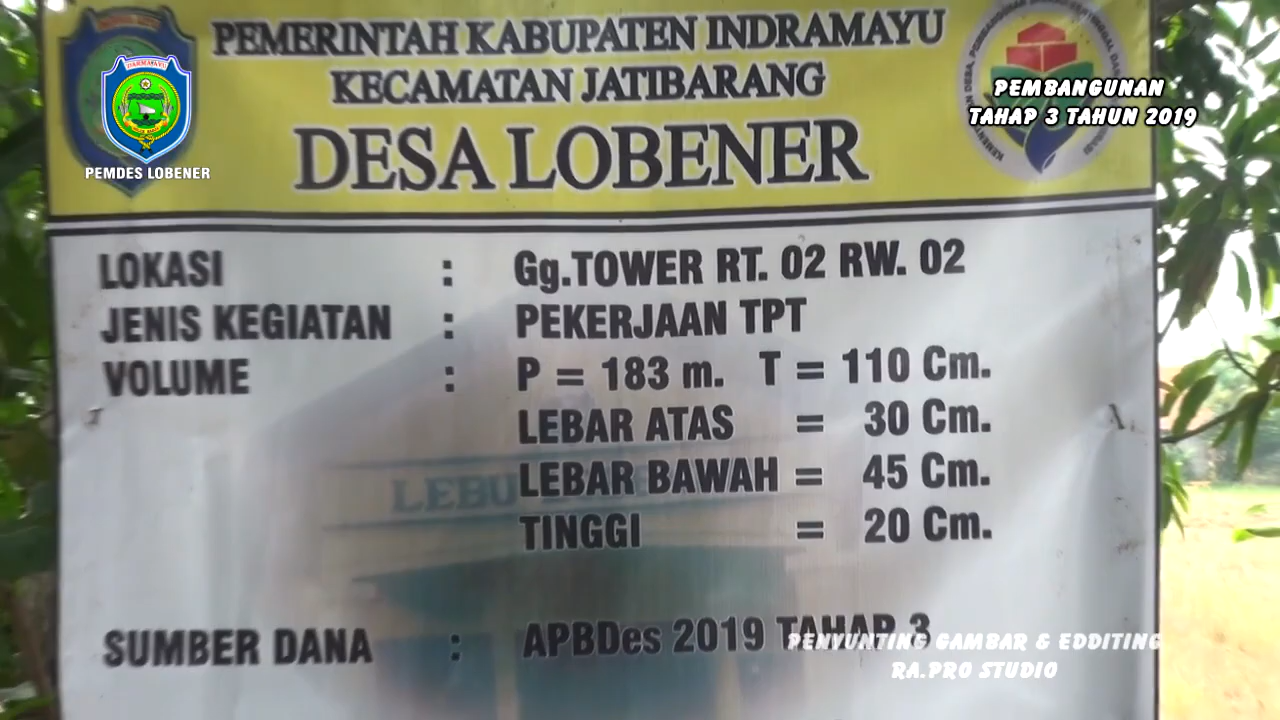 PEMERINTAH KABUPATEN INDRAMAYU
KECAMATAN JATIBARANG
DESA LOBENER
DARMAYU
PEMDES LOBENER
PEMBANGUNAN
TAHAP 3 TAHUN 2019
LOKASI : Gg.TOWER RT. 02 RW. 02
JENIS KEGIATAN : PEKERJAAN TPT
VOLUME : P = 183 m. T = 110 Cm.
LEBAR ATAS = 30 Cm.
LEBAR BAWAH = 45 Cm.
TINGGI = 20 Cm.
SUMBER DANA : APBDes 2019 TAHAP 3
PENYUNTING GAMBAR & EDDITING
RA.PRO STUDIO